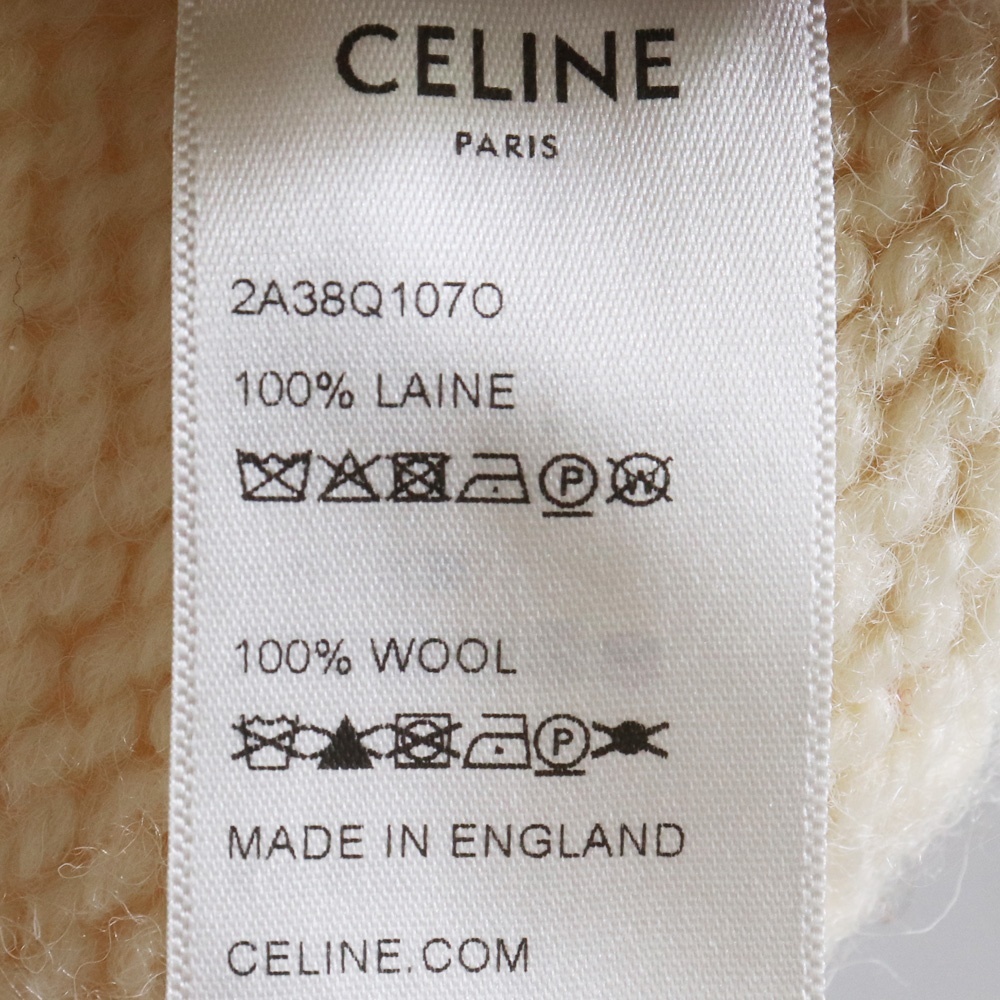 CELINE
PARIS
2A38Q107O
100% LAINE
P W
100% WOOL
P
MADE IN ENGLAND
CELINE.COM